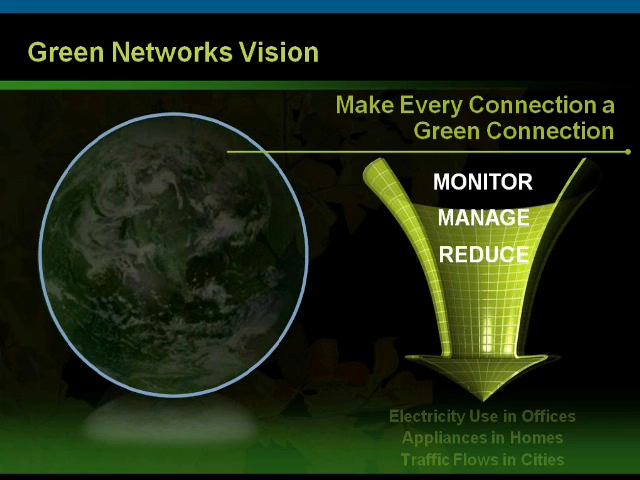 Green Networks Vision
Make Every Connection a
Green Connection
MONITOR
MANAGE
REDUCE
Electricity Use in Offices
Appliances in Homes
Traffic Flows in Cities